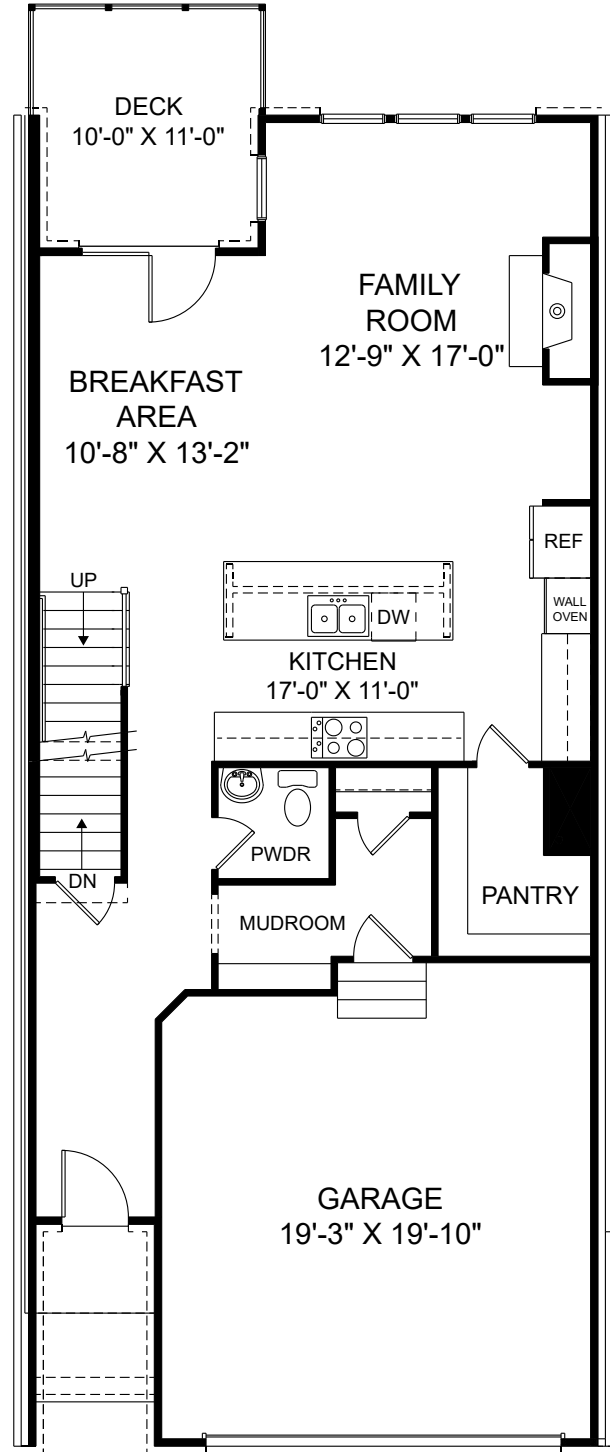 DECK
10'-0" X 11'-0"
FAMILY
ROOM
12'-9" X 17'-0"
BREAKFAST
AREA
10'-8" X 13'-2"
REF
UP
WALL
OVEN
DW
KITCHEN
17'-0" X 11'-0"
PWDR
DN
PANTRY
MUDROOM
GARAGE
19'-3" X 19'-10"